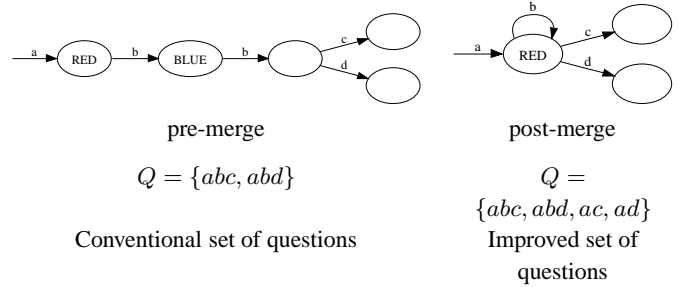 a RED b BLUE b c d
a b RED c d
pre-merge
post-merge
Q = {abc, abd}
Q =
{abc, abd, ac, ad}
Conventional set of questions
Improved set of
questions